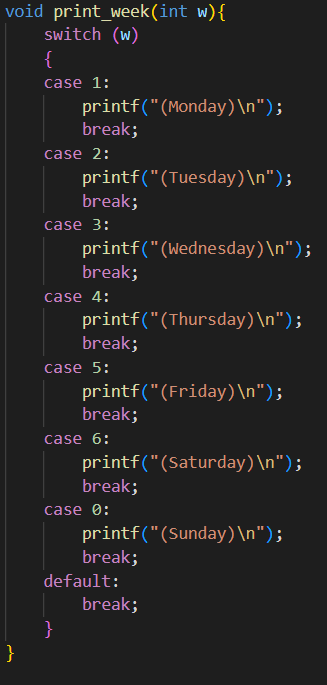 void print_week(int w){
    switch (w)
    {
    case 1:
        printf("(Monday)\n");
        break;
    case 2:
        printf("(Tuesday)\n");
        break;
    case 3:
        printf("(Wednesday)\n");
        break;
    case 4:
        printf("(Thursday)\n");
        break;
    case 5:
        printf("(Friday)\n");
        break;
    case 6:
        printf("(Saturday)\n");
        break;
    case 0:
        printf("(Sunday)\n");
        break;
    default:
        break;
    }
}